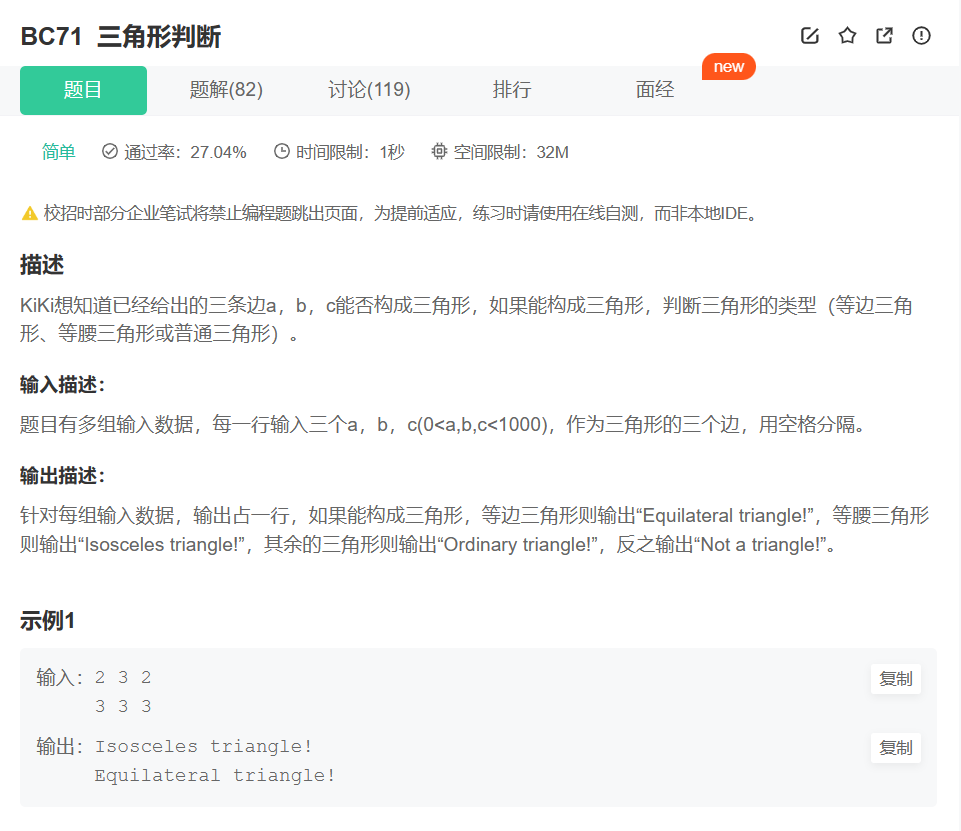 BC71 三角形判断
题目 题解(82) 讨论(119) 排行 面经 new
简单 通过率：27.04% 时间限制：1秒 空间限制：32M
校招时部分企业笔试将禁止编程题跳出页面，为提前适应，练习时请使用在线自测，而非本地IDE。
描述
KiKi想知道已经给出的三条边a，b，c能否构成三角形，如果能构成三角形，判断三角形的类型（等边三角
形、等腰三角形或普通三角形）。
输入描述：
题目有多组输入数据，每一行输入三个a，b，c(0<a,b,c<1000)，作为三角形的三个边，用空格分隔。
输出描述：
针对每组输入数据，输出占一行，如果能构成三角形，等边三角形则输出“Equilateral triangle!”，等腰三角形
则输出“Isosceles triangle!”，其余的三角形则输出“Ordinary triangle!”，反之输出“Not a triangle!”。
示例1
输入：2 3 2 复制
3 3 3
输出：Isosceles triangle! 复制
Equilateral triangle!